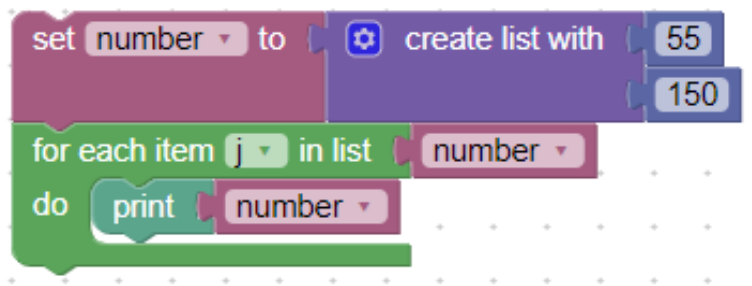 set number to create list with 55
150
for each item j in list number
do print number